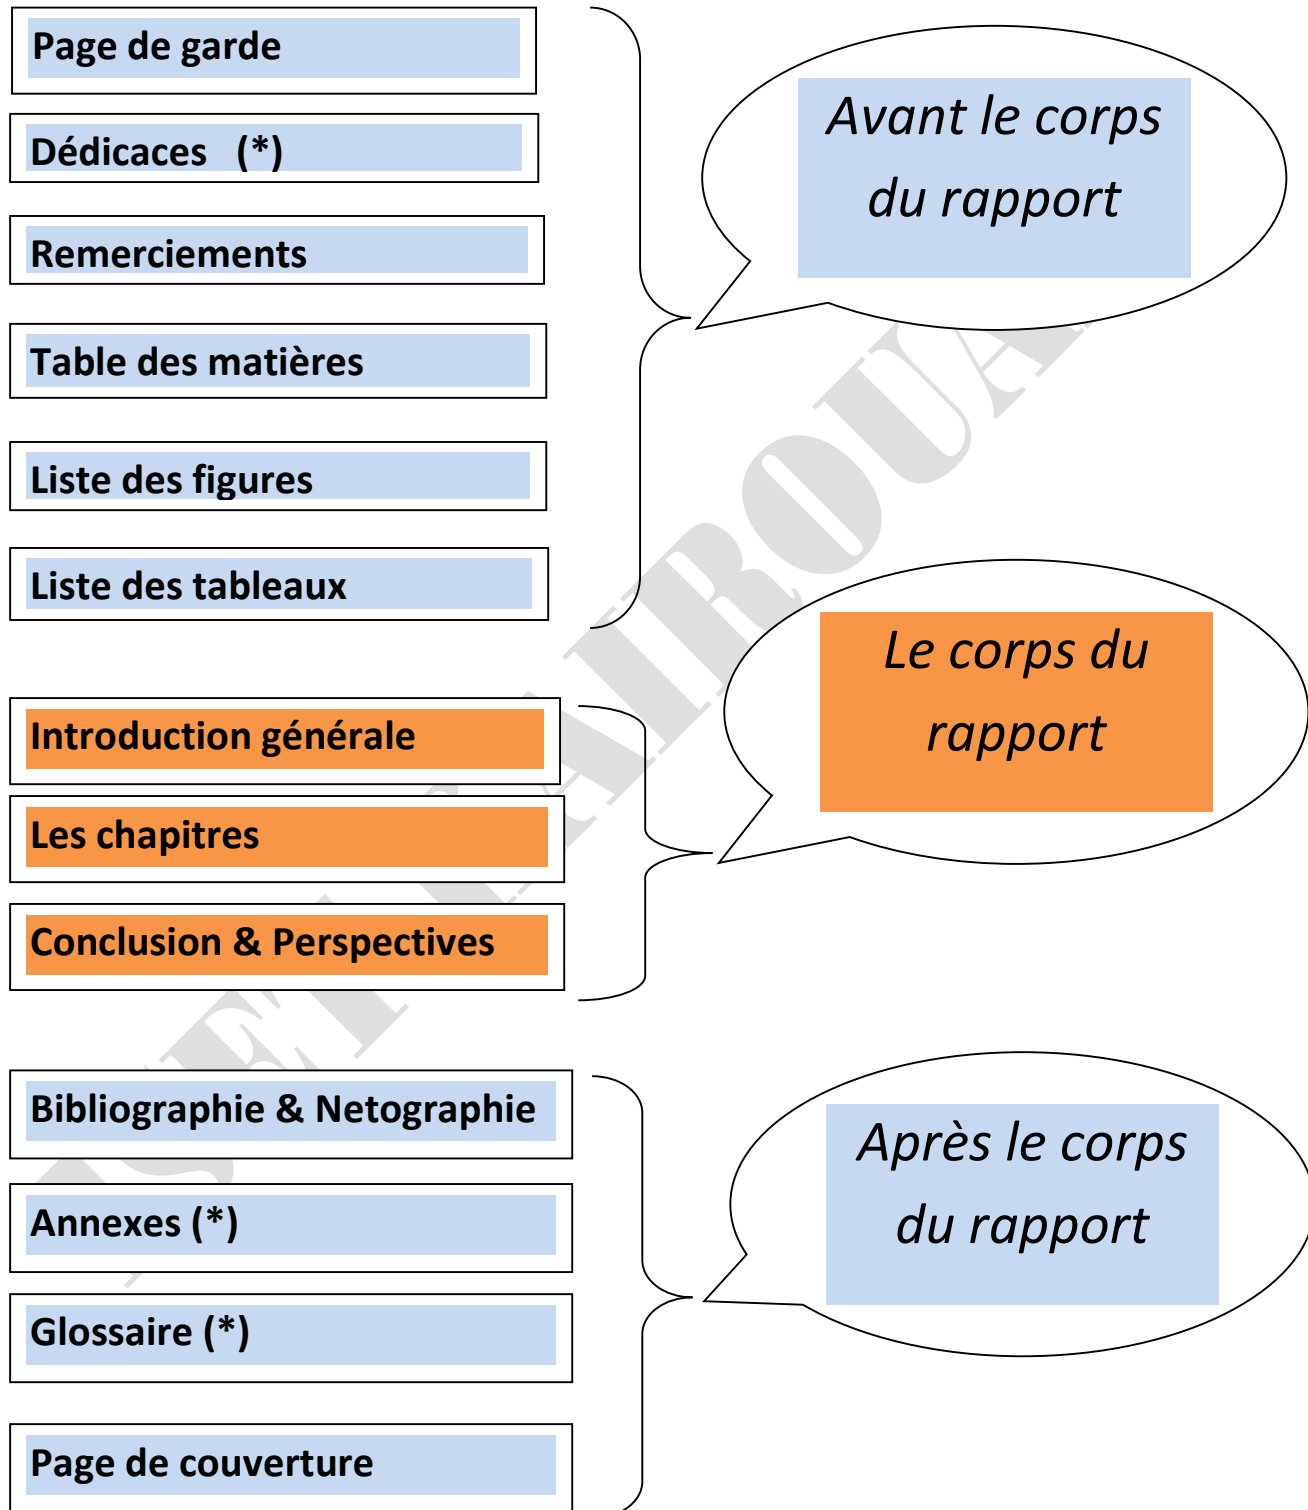 Page de garde
Dédicaces (*)
Remerciements
Table des matières
Liste des figures
Liste des tableaux
Avant le corps
du rapport
Introduction générale
Les chapitres
Conclusion & Perspectives
Le corps du
rapport
Bibliographie & Netographie
Annexes (*)
Glossaire (*)
Page de couverture
Après le corps
du rapport